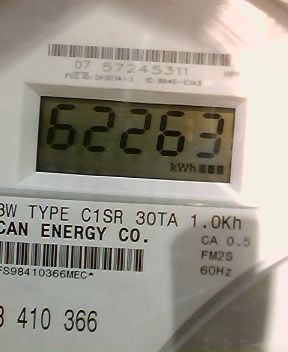 07 57245311
62263
kWh
TYPE C1SR 30TA 1.0Kh
CAN ENERGY CO.
CA 0.5
FM2S
60Hz
FS98410366MEC*
410 366